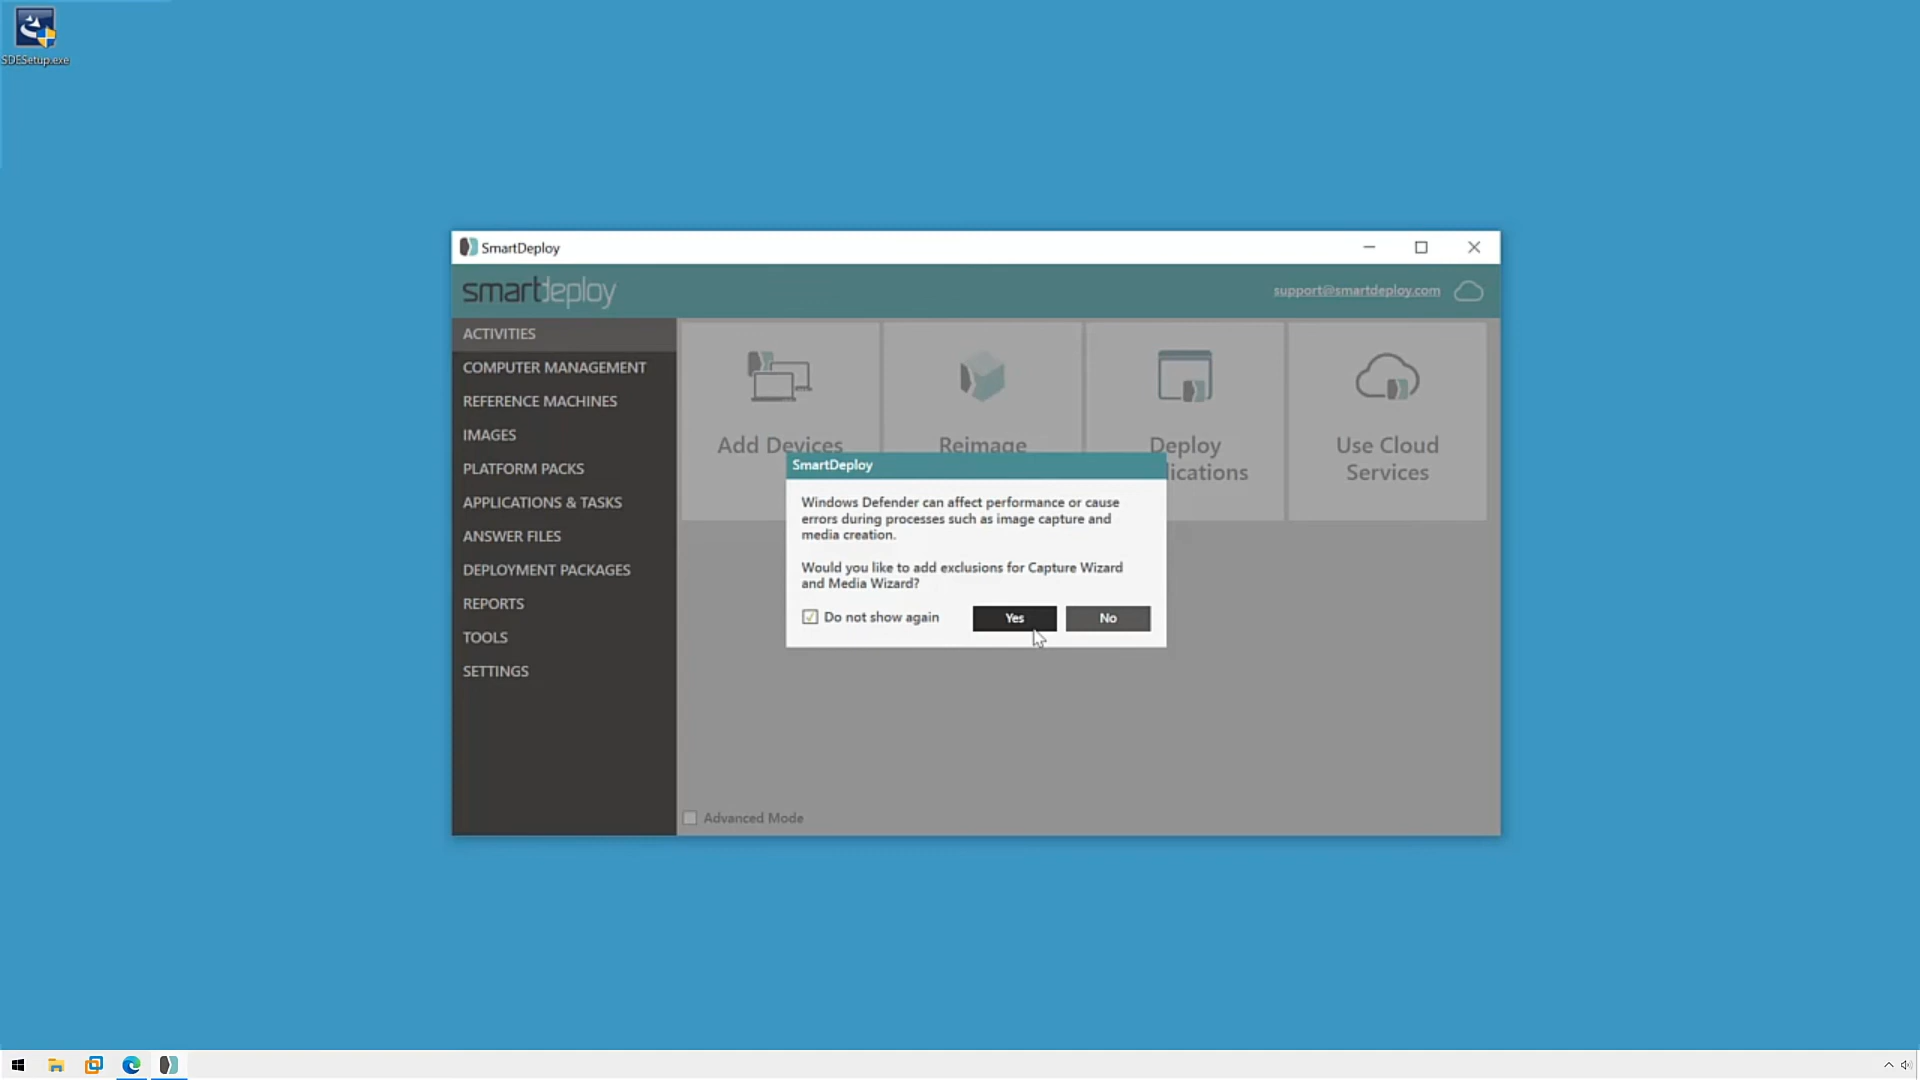 SDESetup.exe
SmartDeploy
smartdeploy
support@smartdeploy.com
ACTIVITIES
COMPUTER MANAGEMENT
REFERENCE MACHINES
IMAGES
PLATFORM PACKS
APPLICATIONS & TASKS
ANSWER FILES
DEPLOYMENT PACKAGES
REPORTS
TOOLS
SETTINGS
Add Devices
Reimage
Deploy
lications
Use Cloud
Services
SmartDeploy
Windows Defender can affect performance or cause
errors during processes such as image capture and
media creation.
Would you like to add exclusions for Capture Wizard
and Media Wizard?
Do not show again
Yes
No
Advanced Mode